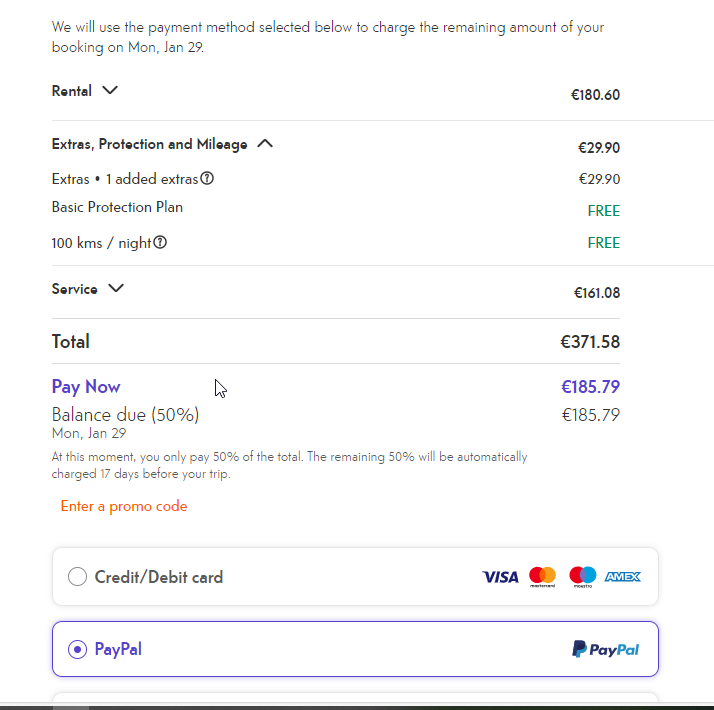 We will use the payment method selected below to charge the remaining amount of your
booking on Mon, Jan 29.
Rental €180.60
Extras, Protection and Mileage €29.90
Extras • 1 added extras €29.90
Basic Protection Plan FREE
100 kms / night FREE
Service €161.08
Total €371.58
Pay Now €185.79
Balance due (50%) €185.79
Mon, Jan 29
At this moment, you only pay 50% of the total. The remaining 50% will be automatically
charged 17 days before your trip.
Enter a promo code
Credit/Debit card VISA mastercard maestro AMEX
PayPal PayPal